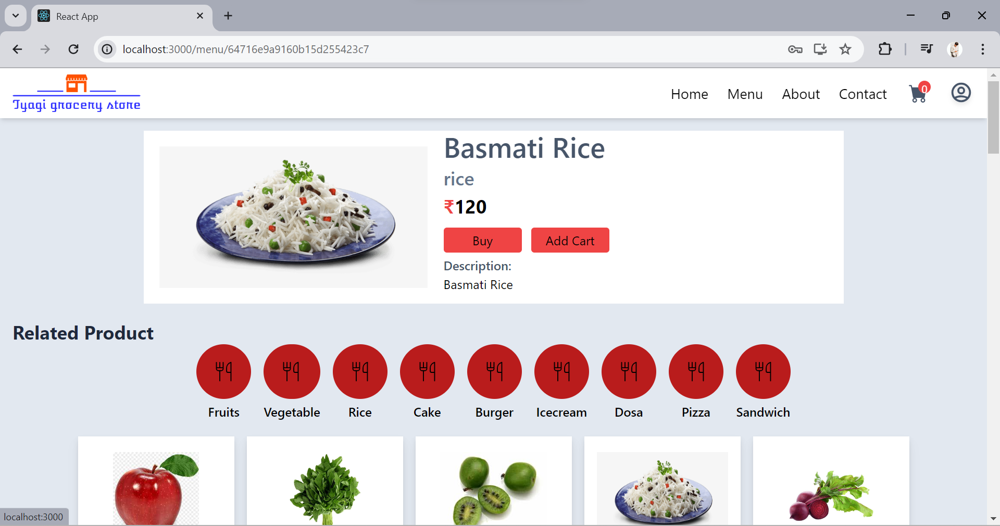 React App
localhost:3000/menu/64716e9a9160b15d255423c7
Tyagi grocery store
Home Menu About Contact 0
Basmati Rice
rice
₹120
Buy Add Cart
Description:
Basmati Rice
Related Product
Fruits Vegetable Rice Cake Burger Icecream Dosa Pizza Sandwich
localhost:3000